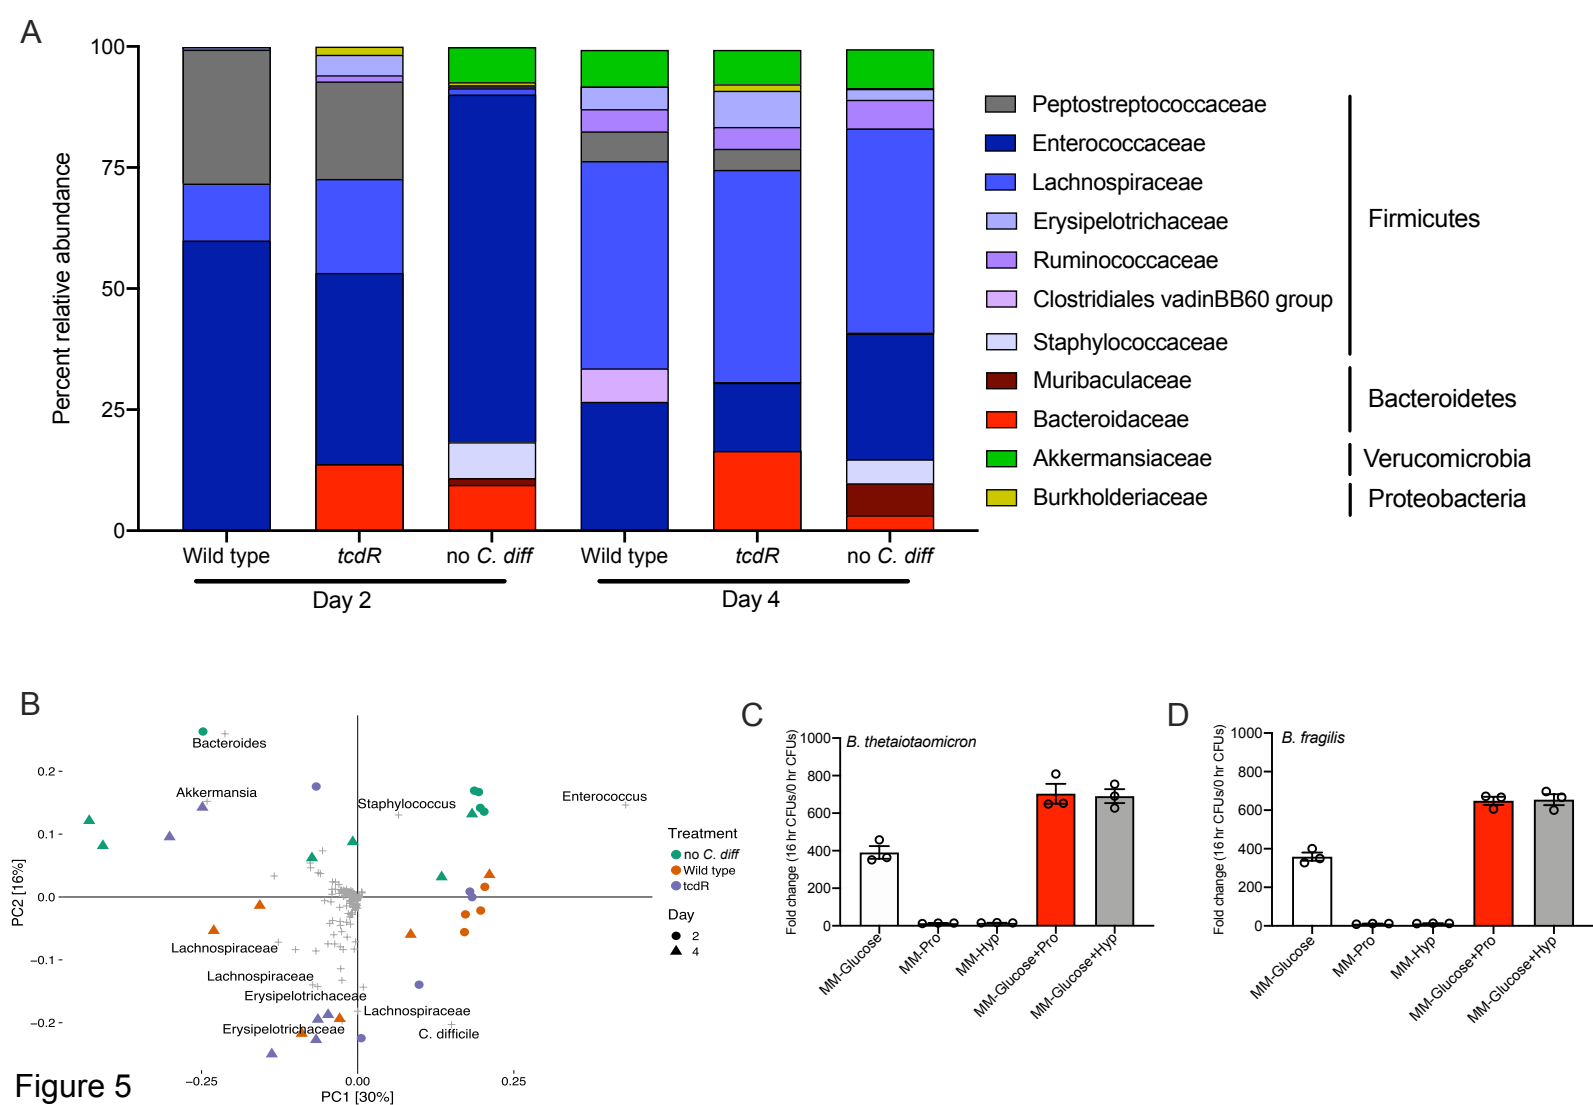 A
Percent relative abundance
100
75
50
25
0
Wild type
tcdR
no C. diff
Wild type
tcdR
no C. diff
Day 2
Day 4
Peptostreptococcaceae
Enterococcaceae
Lachnospiraceae
Erysipelotrichaceae
Ruminococcaceae
Clostridiales vadinBB60 group
Staphylococcaceae
Muribaculaceae
Bacteroidaceae
Akkermansiaceae
Burkholderiaceae
Firmicutes
Bacteroidetes
Verucomicrobia
Proteobacteria
B
PC2 [16%]
0.2
0.1
0.0
−0.1
−0.2
Bacteroides
Akkermansia
Staphylococcus
Enterococcus
Lachnospiraceae
Lachnospiraceae
Erysipelotrichaceae
Lachnospiraceae
Erysipelotrichaceae
C. difficile
−0.25
0.00
0.25
PC1 [30%]
Treatment
no C. diff
Wild type
tcdR
Day
2
4
C
Fold change (16 hr CFUs/0 hr CFUs)
1000
800
600
400
200
0
B. thetaiotaomicron
MM-Glucose
MM-Pro
MM-Hyp
MM-Glucose+Pro
MM-Glucose+Hyp
D
Fold change (16 hr CFUs/0 hr CFUs)
1000
800
600
400
200
0
B. fragilis
MM-Glucose
MM-Pro
MM-Hyp
MM-Glucose+Pro
MM-Glucose+Hyp
Figure 5